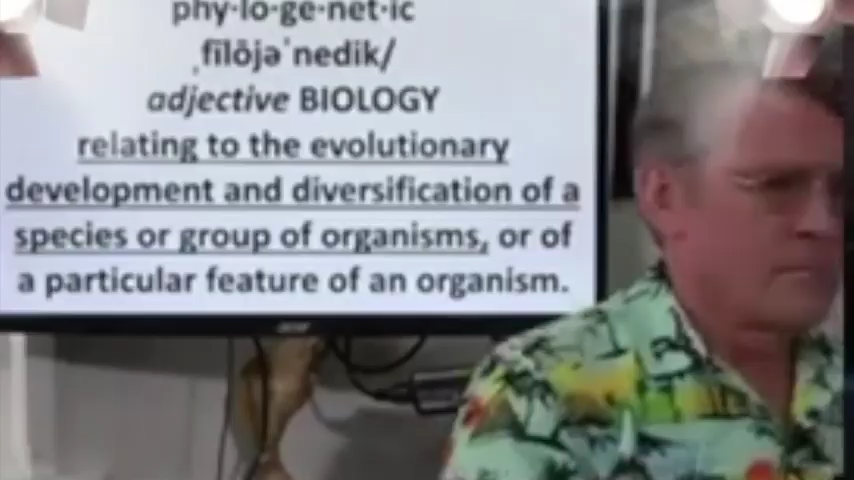 phy·lo·ge·net·ic
ˌfīlōjəˈnedik/
adjective BIOLOGY
relating to the evolutionary
development and diversification of a
species or group of organisms, or of
a particular feature of an organism.
acer